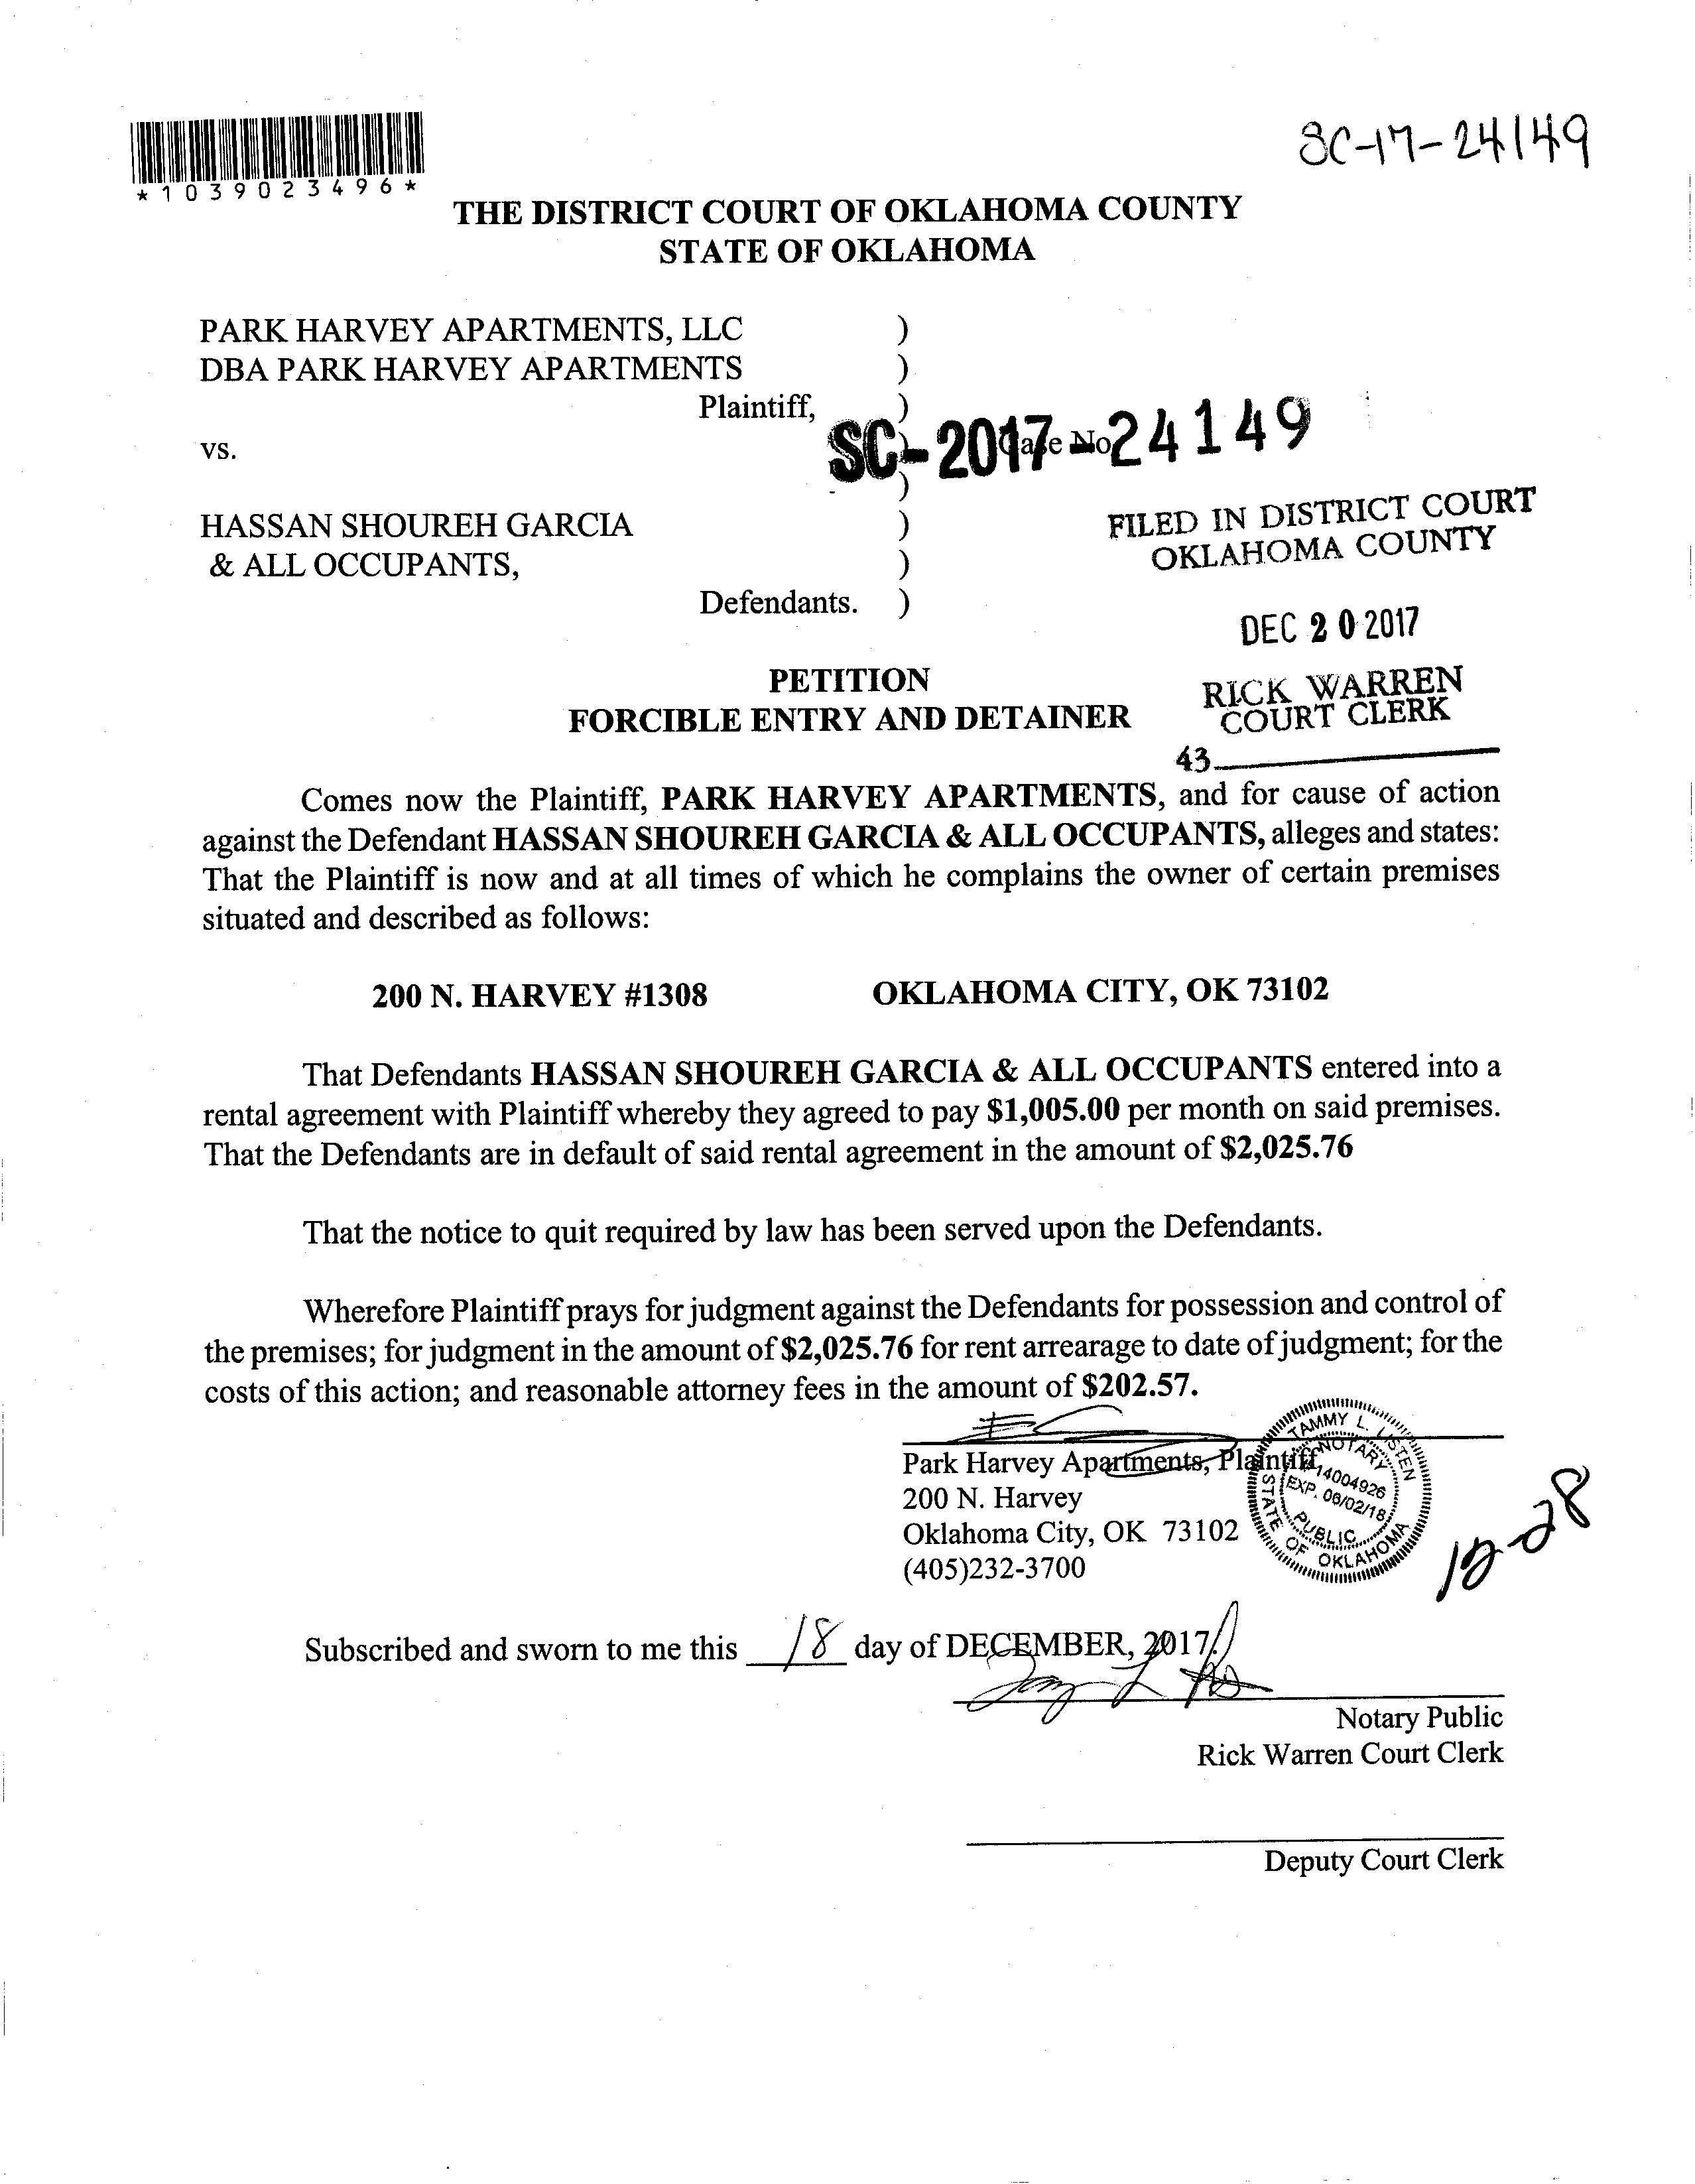 SC-17-24149
*1039023496*
THE DISTRICT COURT OF OKLAHOMA COUNTY
STATE OF OKLAHOMA
PARK HARVEY APARTMENTS, LLC )
DBA PARK HARVEY APARTMENTS )
Plaintiff, )
vs.
SC-2017-24149
Case No
)
HASSAN SHOUREH GARCIA )
& ALL OCCUPANTS, )
Defendants. )
FILED IN DISTRICT COURT
OKLAHOMA COUNTY
DEC 20 2017
RICK WARREN
COURT CLERK
43
PETITION
FORCIBLE ENTRY AND DETAINER
Comes now the Plaintiff, PARK HARVEY APARTMENTS, and for cause of action
against the Defendant HASSAN SHOUREH GARCIA & ALL OCCUPANTS, alleges and states:
That the Plaintiff is now and at all times of which he complains the owner of certain premises
situated and described as follows:
200 N. HARVEY #1308 OKLAHOMA CITY, OK 73102
That Defendants HASSAN SHOUREH GARCIA & ALL OCCUPANTS entered into a
rental agreement with Plaintiff whereby they agreed to pay $1,005.00 per month on said premises.
That the Defendants are in default of said rental agreement in the amount of $2,025.76
That the notice to quit required by law has been served upon the Defendants.
Wherefore Plaintiff prays for judgment against the Defendants for possession and control of
the premises; for judgment in the amount of $2,025.76 for rent arrearage to date of judgment; for the
costs of this action; and reasonable attorney fees in the amount of $202.57.
Park Harvey Apartments, Plaintiff,
200 N. Harvey
Oklahoma City, OK 73102
(405)232-3700
TAMMY L. LISTEN
NOTARY
14004926
EXP. 06/02/18
PUBLIC
STATE OF OKLAHOMA
12-28
Subscribed and sworn to me this 18 day of DECEMBER, 2017.
Notary Public
Rick Warren Court Clerk
Deputy Court Clerk